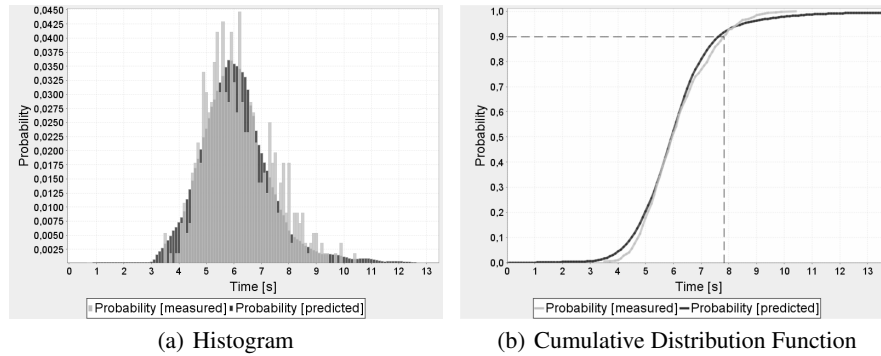 0,0450
0,0425
0,0400
0,0375
0,0350
0,0325
0,0300
0,0275
0,0250
0,0225
0,0200
0,0175
0,0150
0,0125
0,0100
0,0075
0,0050
0,0025
Probability
0 1 2 3 4 5 6 7 8 9 10 11 12 13
Time [s]
Probability [measured] Probability [predicted]
(a) Histogram
1,0
0,9
0,8
0,7
0,6
0,5
0,4
0,3
0,2
0,1
0,0
Probability
0 1 2 3 4 5 6 7 8 9 10 11 12 13
Time [s]
Probability [measured] Probability [predicted]
(b) Cumulative Distribution Function